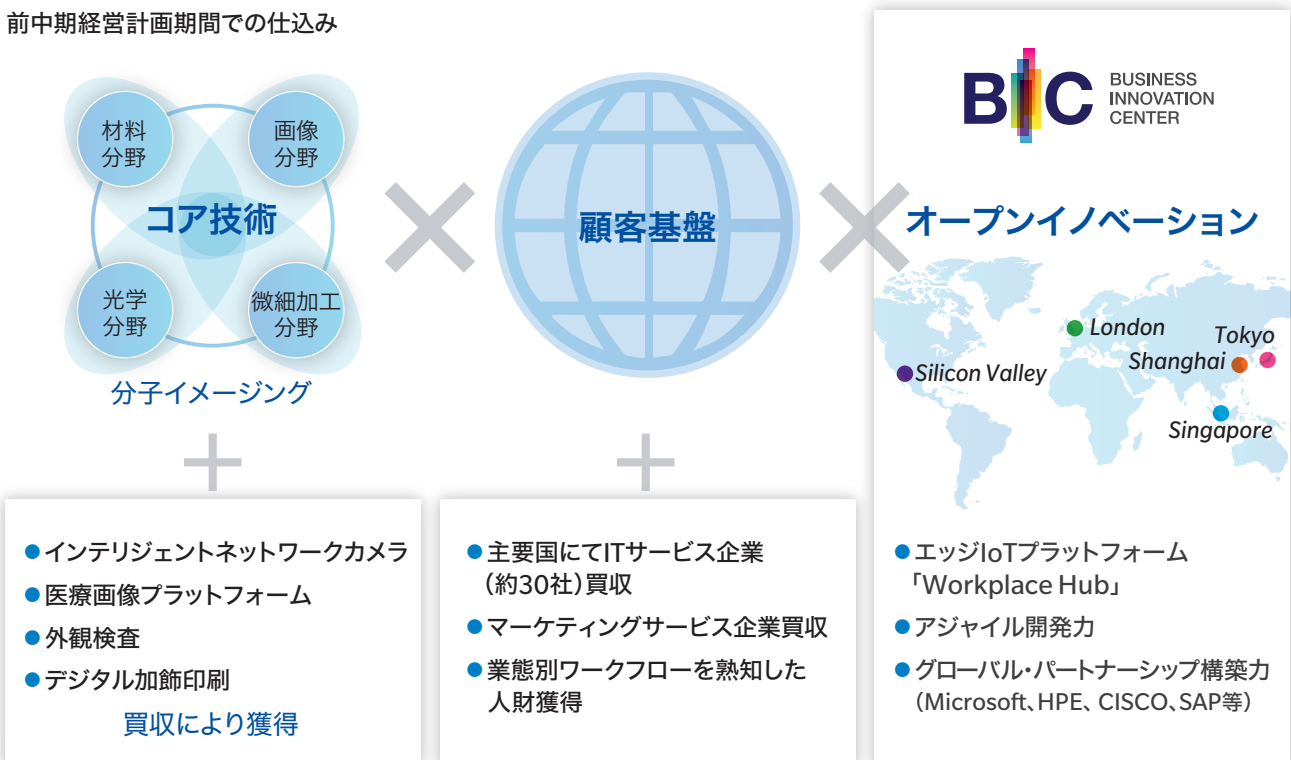 前中期経営計画期間での仕込み
材料
分野
画像
分野
コア技術
光学
分野
微細加工
分野
分子イメージング
顧客基盤
BIC
BUSINESS
INNOVATION
CENTER
オープンイノベーション
London
Tokyo
Shanghai
Silicon Valley
Singapore
●インテリジェントネットワークカメラ
●医療画像プラットフォーム
●外観検査
●デジタル加飾印刷
買収により獲得
●主要国にてITサービス企業
(約30社)買収
●マーケティングサービス企業買収
●業態別ワークフローを熟知した
人財獲得
●エッジIoTプラットフォーム
「Workplace Hub」
●アジャイル開発力
●グローバル・パートナーシップ構築力
(Microsoft、HPE、CISCO、SAP等)